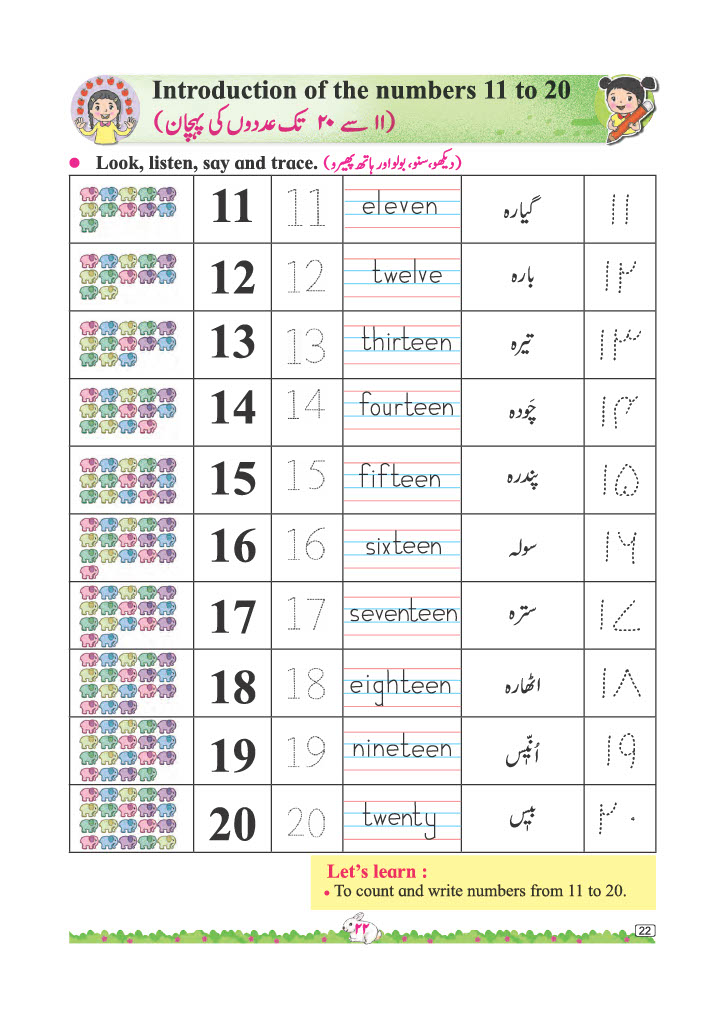 Introduction of the numbers 11 to 20
(۱۱ سے ۲۰ تک عددوں کی پہچان)
• Look, listen, say and trace. (دیکھو، سنو، بولو اور ہاتھ پھیرو)
11 11 eleven گیارہ ۱۱
12 12 twelve بارہ ۱۲
13 13 thirteen تیرہ ۱۳
14 14 fourteen چَودہ ۱۴
15 15 fifteen پندرہ ۱۵
16 16 sixteen سولہ ۱۶
17 17 seventeen سترہ ۱۷
18 18 eighteen اٹھارہ ۱۸
19 19 nineteen اُنّیس ۱۹
20 20 twenty بیس ۲۰
Let's learn :
• To count and write numbers from 11 to 20.
۲۲
22